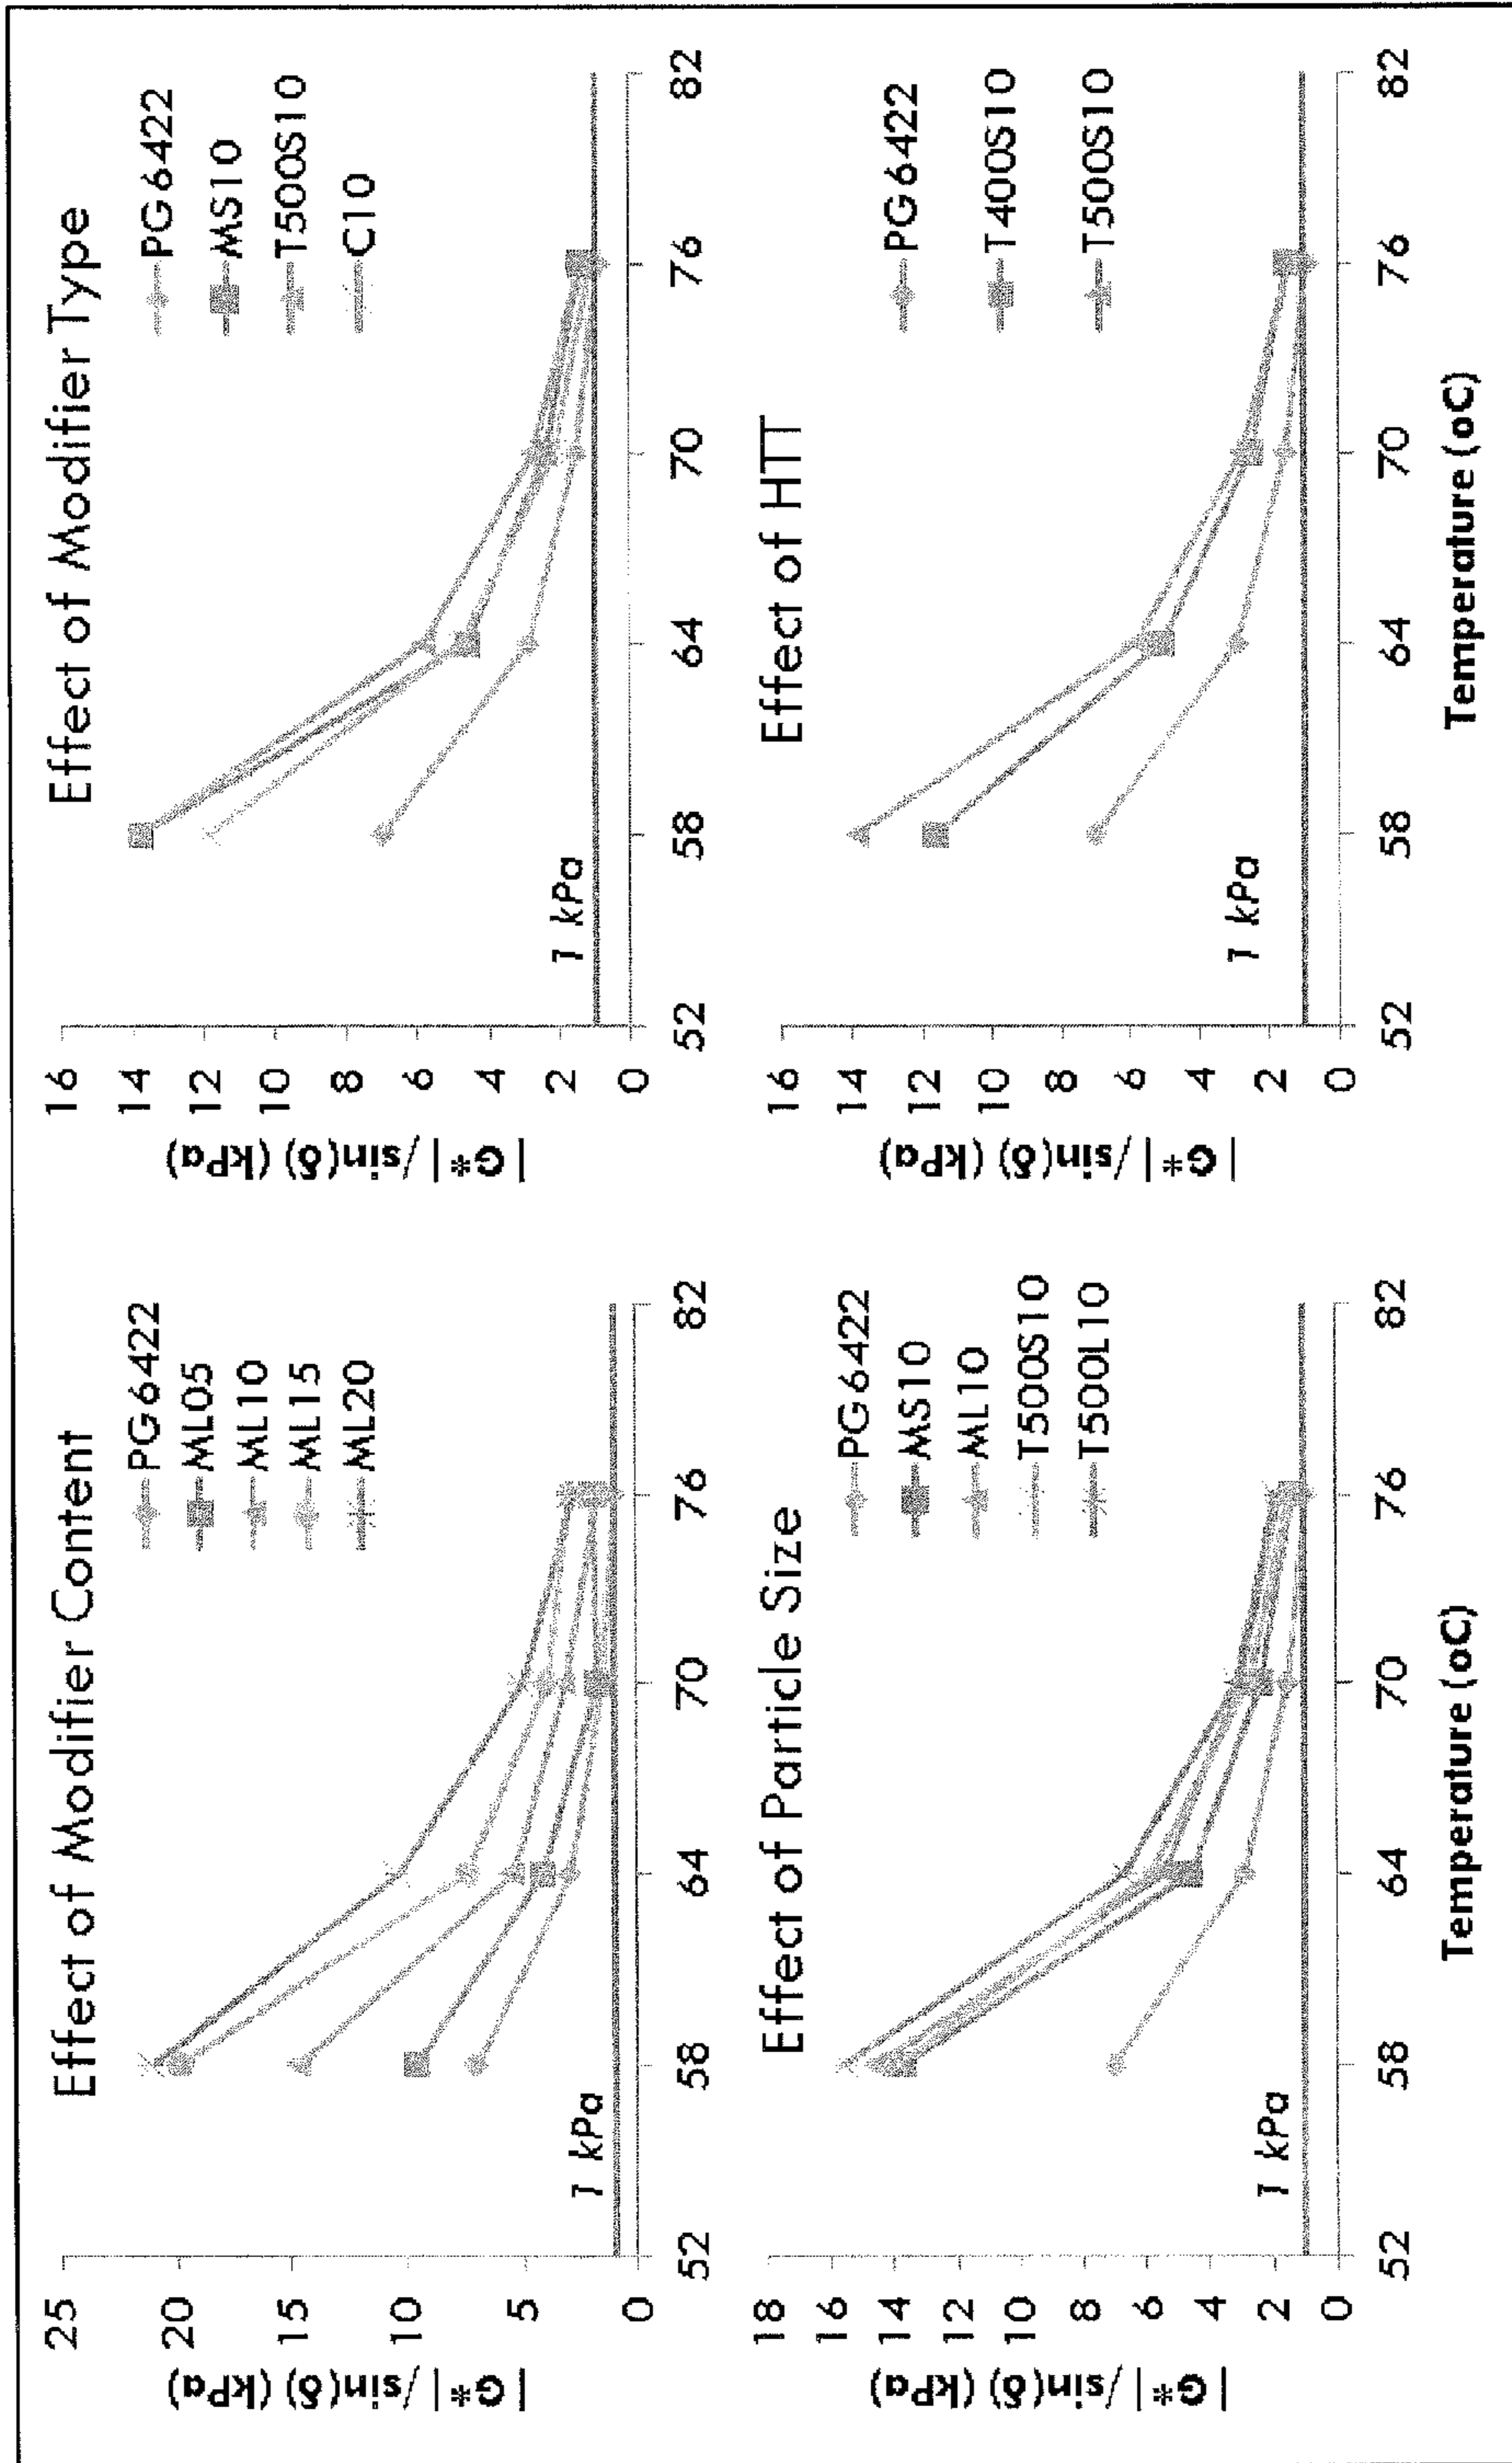 Effect of Modifier Content
|G*|/sin(δ) (kPa)
25
20
15
10
5
0
52
58
64
70
76
82
1 kPa
PG6422
ML05
ML10
ML15
ML20
Effect of Modifier Type
|G*|/sin(δ) (kPa)
16
14
12
10
8
6
4
2
0
52
58
64
70
76
82
1 kPa
PG6422
MS10
T500S10
C10
Effect of Particle Size
|G*|/sin(δ) (kPa)
18
16
14
12
10
8
6
4
2
0
52
58
64
70
76
82
1 kPa
PG6422
MS10
ML10
T500S10
T500L10
Temperature (oC)
Effect of HTT
|G*|/sin(δ) (kPa)
16
14
12
10
8
6
4
2
0
52
58
64
70
76
82
1 kPa
PG6422
T400S10
T500S10
Temperature (oC)